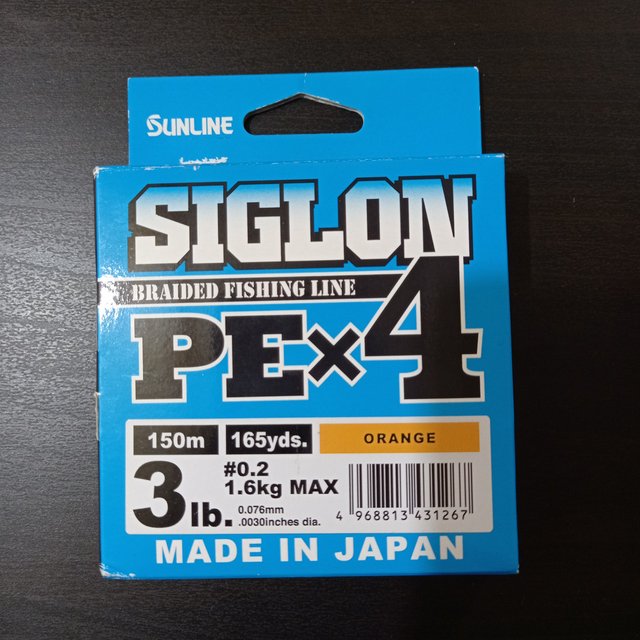 SUNLINE
SIGLON
BRAIDED FISHING LINE
PE×4
150m 165yds. ORANGE
3lb. #0.2
1.6kg MAX
0.076mm
.0030inches dia.
4 968813 431267
MADE IN JAPAN